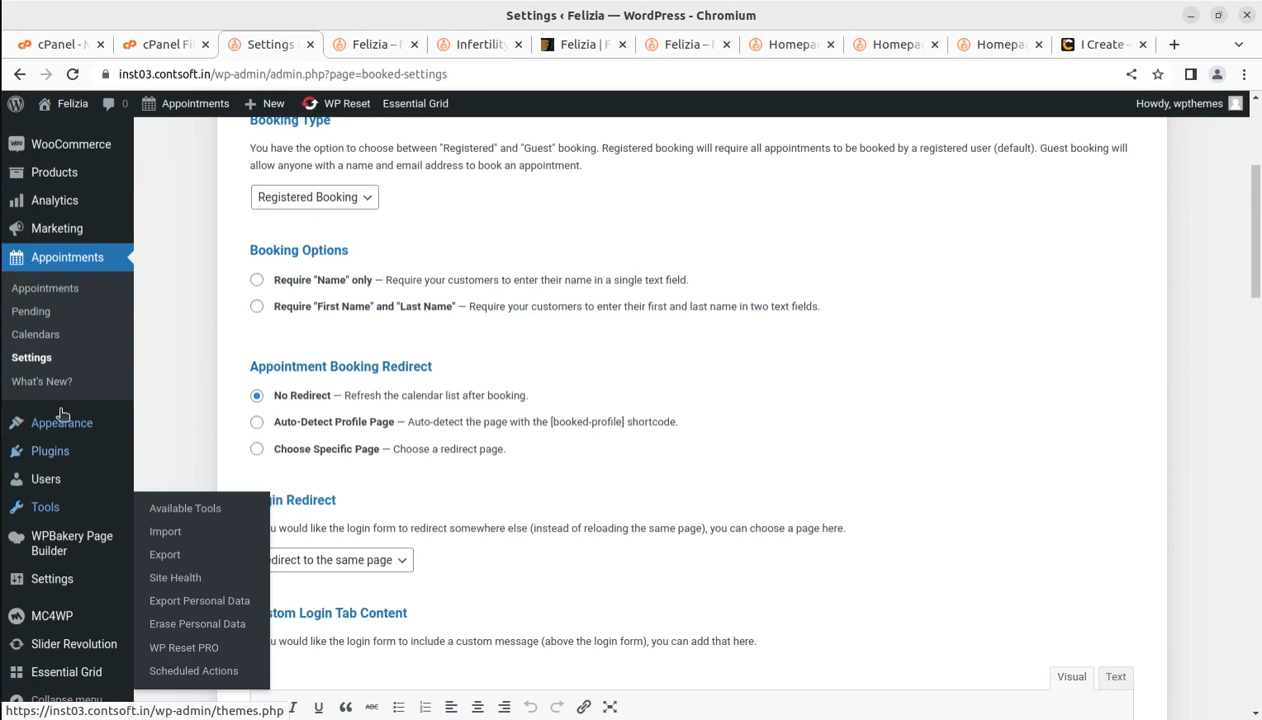 Settings ‹ Felizia — WordPress - Chromium
cPanel - M
cPanel Fi
Settings
Felizia – F
Infertility
Felizia | F
Felizia – F
Homepa
Homepa
Homepa
I Create -
inst03.contsoft.in/wp-admin/admin.php?page=booked-settings
Felizia
0
Appointments
New
WP Reset
Essential Grid
Howdy, wpthemes
WooCommerce
Products
Analytics
Marketing
Appointments
Appointments
Pending
Calendars
Settings
What's New?
Appearance
Plugins
Users
Tools
WPBakery Page
Builder
Settings
MC4WP
Slider Revolution
Essential Grid
Collapse menu
Available Tools
Import
Export
Site Health
Export Personal Data
Erase Personal Data
WP Reset PRO
Scheduled Actions
Booking Type
You have the option to choose between "Registered" and "Guest" booking. Registered booking will require all appointments to be booked by a registered user (default). Guest booking will
allow anyone with a name and email address to book an appointment.
Registered Booking
Booking Options
Require "Name" only — Require your customers to enter their name in a single text field.
Require "First Name" and "Last Name" — Require your customers to enter their first and last name in two text fields.
Appointment Booking Redirect
No Redirect — Refresh the calendar list after booking.
Auto-Detect Profile Page — Auto-detect the page with the [booked-profile] shortcode.
Choose Specific Page — Choose a redirect page.
gin Redirect
u would like the login form to redirect somewhere else (instead of reloading the same page), you can choose a page here.
edirect to the same page
stom Login Tab Content
u would like the login form to include a custom message (above the login form), you can add that here.
Visual
Text
https://inst03.contsoft.in/wp-admin/themes.php